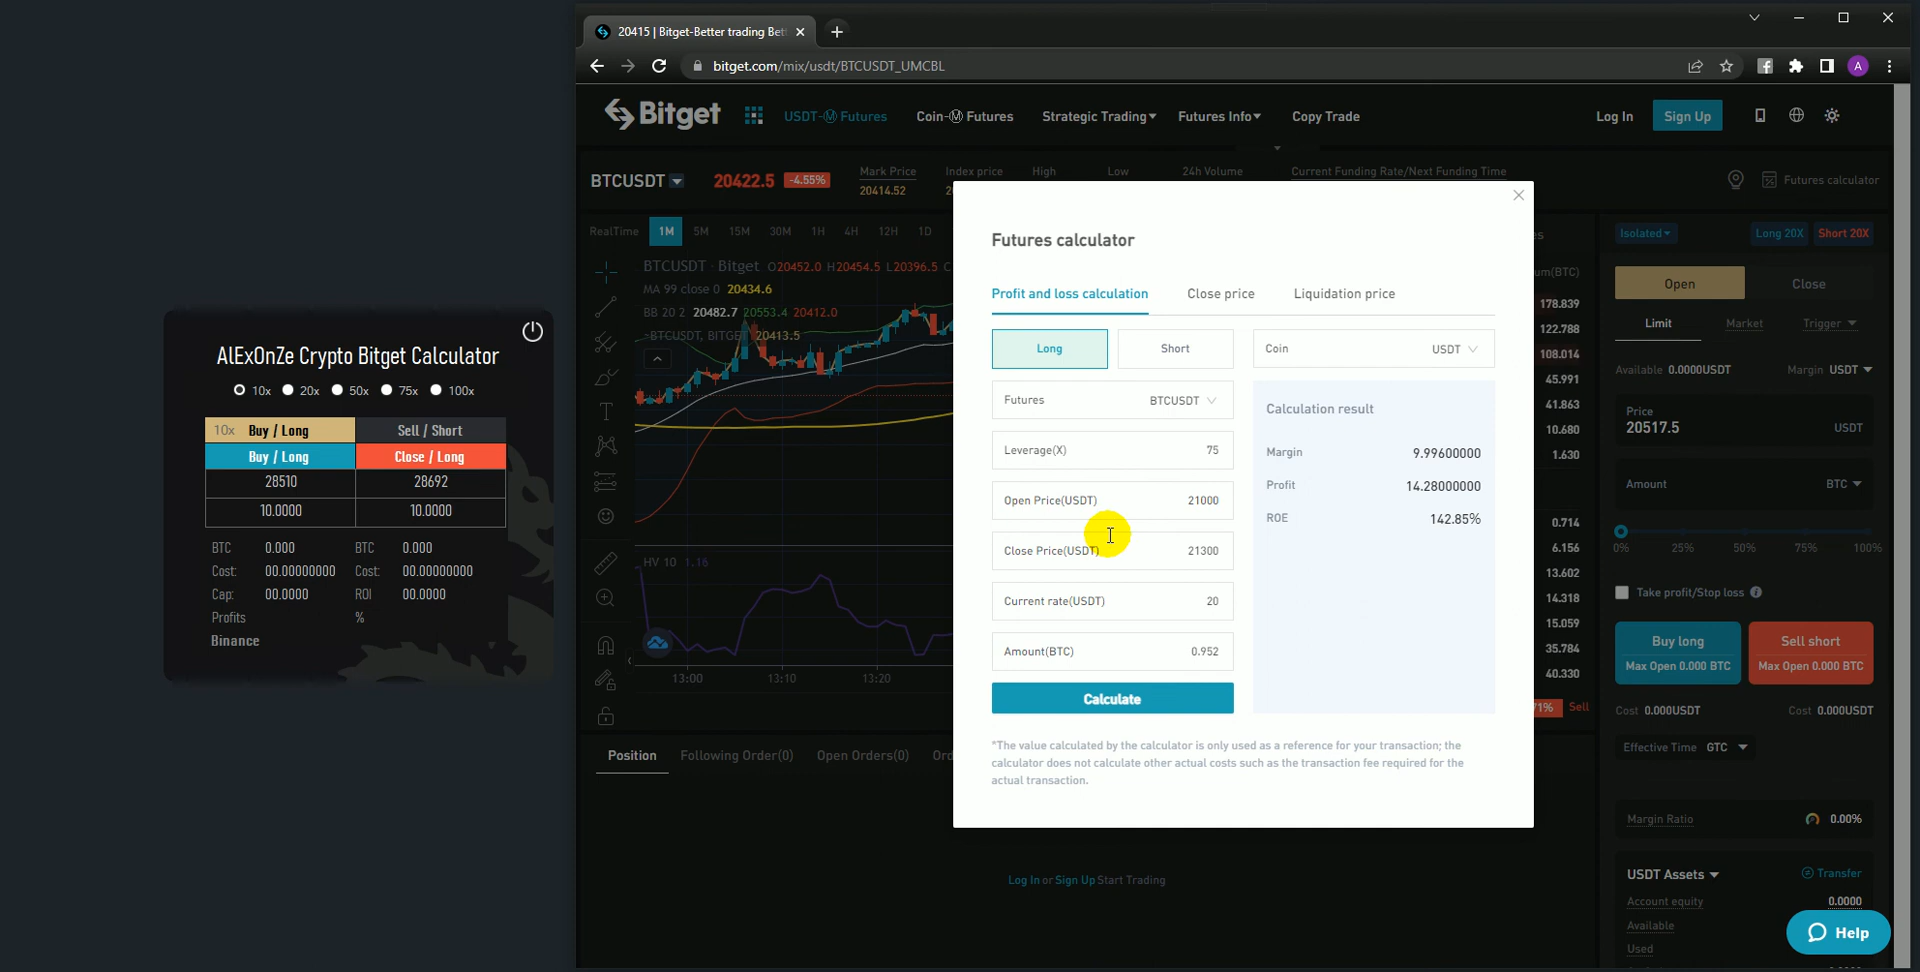 20415 | Bitget-Better trading Bet
bitget.com/mix/usdt/BTCUSDT_UMCBL
A
Bitget
USDT-Ⓜ Futures
Coin-Ⓜ Futures
Strategic Trading
Futures Info
Copy Trade
Log In
Sign Up
BTCUSDT
20422.5
-4.55%
Mark Price
20414.52
Index price
High
Low
24h Volume
Current Funding Rate/Next Funding Time
Futures calculator
RealTime 1M 5M 15M 30M 1H 4H 12H 1D
BTCUSDT · Bitget O20452.0 H20454.5 L20396.5 C
MA 99 close 0 20434.6
BB 20 2 20482.7 20553.4 20412.0
-BTCUSDT, BITGET 20413.5
HV 10 1.16
13:00 13:10 13:20
Position
Following Order(0)
Open Orders(0)
Ord
Log In or Sign Up Start Trading
AlExOnZe Crypto Bitget Calculator
10x 20x 50x 75x 100x
10x Buy / Long Sell / Short
Buy / Long Close / Long
28510 28692
10.0000 10.0000
BTC 0.000 BTC 0.000
Cost: 00.00000000 Cost: 00.00000000
Cap: 00.0000 ROI 00.0000
Profits %
Binance
Futures calculator
Profit and loss calculation
Close price
Liquidation price
Long
Short
Coin USDT
Futures BTCUSDT
Leverage(X) 75
Open Price(USDT) 21000
Close Price(USDT) 21300
Current rate(USDT) 20
Amount(BTC) 0.952
Calculate
Calculation result
Margin 9.99600000
Profit 14.28000000
ROE 142.85%
*The value calculated by the calculator is only used as a reference for your transaction; the
calculator does not calculate other actual costs such as the transaction fee required for the
actual transaction.
es
um(BTC)
178.839
122.788
108.014
45.991
41.863
10.680
1.630
0.714
6.156
13.602
14.318
15.059
35.784
40.330
71% Sell
Isolated
Long 20X
Short 20X
Open
Close
Limit
Market
Trigger
Available 0.0000USDT
Margin USDT
Price
20517.5
USDT
Amount
BTC
0% 25% 50% 75% 100%
Take profit/Stop loss
Buy long
Max Open 0.000 BTC
Sell short
Max Open 0.000 BTC
Cost 0.000USDT
Cost 0.000USDT
Effective Time GTC
Margin Ratio 0.00%
USDT Assets
Transfer
Account equity 0.0000
Available
Used
Help